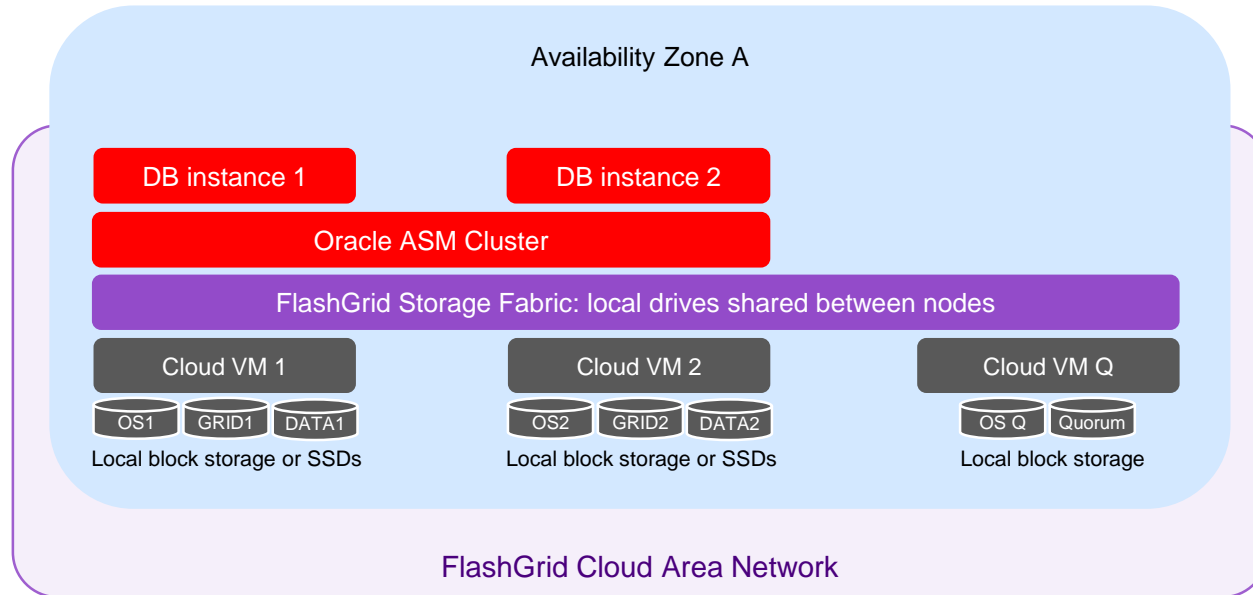 Availability Zone A
DB instance 1
DB instance 2
Oracle ASM Cluster
FlashGrid Storage Fabric: local drives shared between nodes
Cloud VM 1
Cloud VM 2
Cloud VM Q
OS1
GRID1
DATA1
OS2
GRID2
DATA2
OS Q
Quorum
Local block storage or SSDs
Local block storage or SSDs
Local block storage
FlashGrid Cloud Area Network